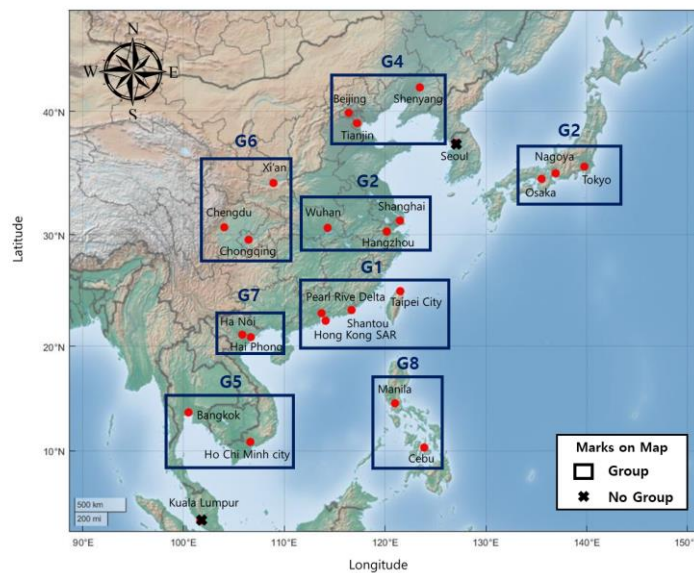 N
W
E
S
G4
Beijing
Shenyang
Tianjin
40°N
G6
Xi'an
Seoul
G2
Nagoya
Osaka
Tokyo
G2
Chengdu
Wuhan
Shanghai
Chongqing
Hangzhou
30°N
Latitude
G1
G7
Pearl Rive Delta
Taipei City
Ha Nói
Shantou
Hai Phong
Hong Kong SAR
20°N
G5
G8
Bangkok
Manila
Ho Chi Minh city
Cebu
10°N
Marks on Map
Group
No Group
Kuala Lumpur
500 km
200 mi
90°E
100°E
110°E
120°E
130°E
140°E
150°E
Longitude